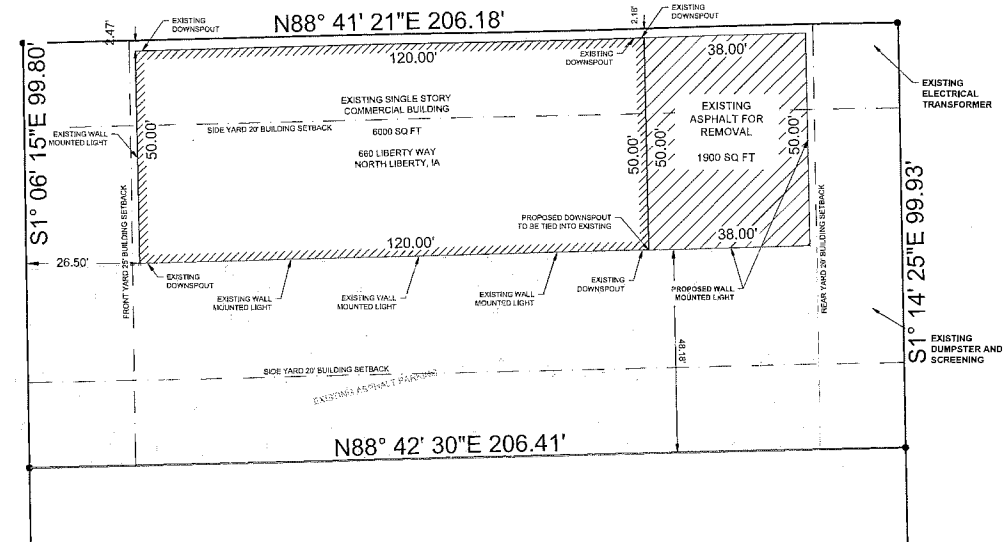 N88° 41' 21"E 206.18'
2.47'
EXISTING
DOWNSPOUT
2.18'
EXISTING
DOWNSPOUT
EXISTING
DOWNSPOUT
120.00'
38.00'
S1° 06' 15"E 99.80'
EXISTING WALL
MOUNTED LIGHT
50.00'
EXISTING SINGLE STORY
COMMERCIAL BUILDING
SIDE YARD 20' BUILDING SETBACK
6000 SQ FT
660 LIBERTY WAY
NORTH LIBERTY, IA
50.00'
50.00'
EXISTING
ASPHALT FOR
REMOVAL
1900 SQ FT
50.00'
EXISTING
ELECTRICAL
TRANSFORMER
PROPOSED DOWNSPOUT
TO BE TIED INTO EXISTING
120.00'
38.00'
26.50'
FRONT YARD 25' BUILDING SETBACK
EXISTING
DOWNSPOUT
EXISTING WALL
MOUNTED LIGHT
EXISTING WALL
MOUNTED LIGHT
EXISTING WALL
MOUNTED LIGHT
EXISTING
DOWNSPOUT
PROPOSED WALL
MOUNTED LIGHT
REAR YARD 20' BUILDING SETBACK
S1° 14' 25"E 99.93'
EXISTING
DUMPSTER AND
SCREENING
48.18'
SIDE YARD 20' BUILDING SETBACK
EXISTING ASPHALT PARKING
N88° 42' 30"E 206.41'